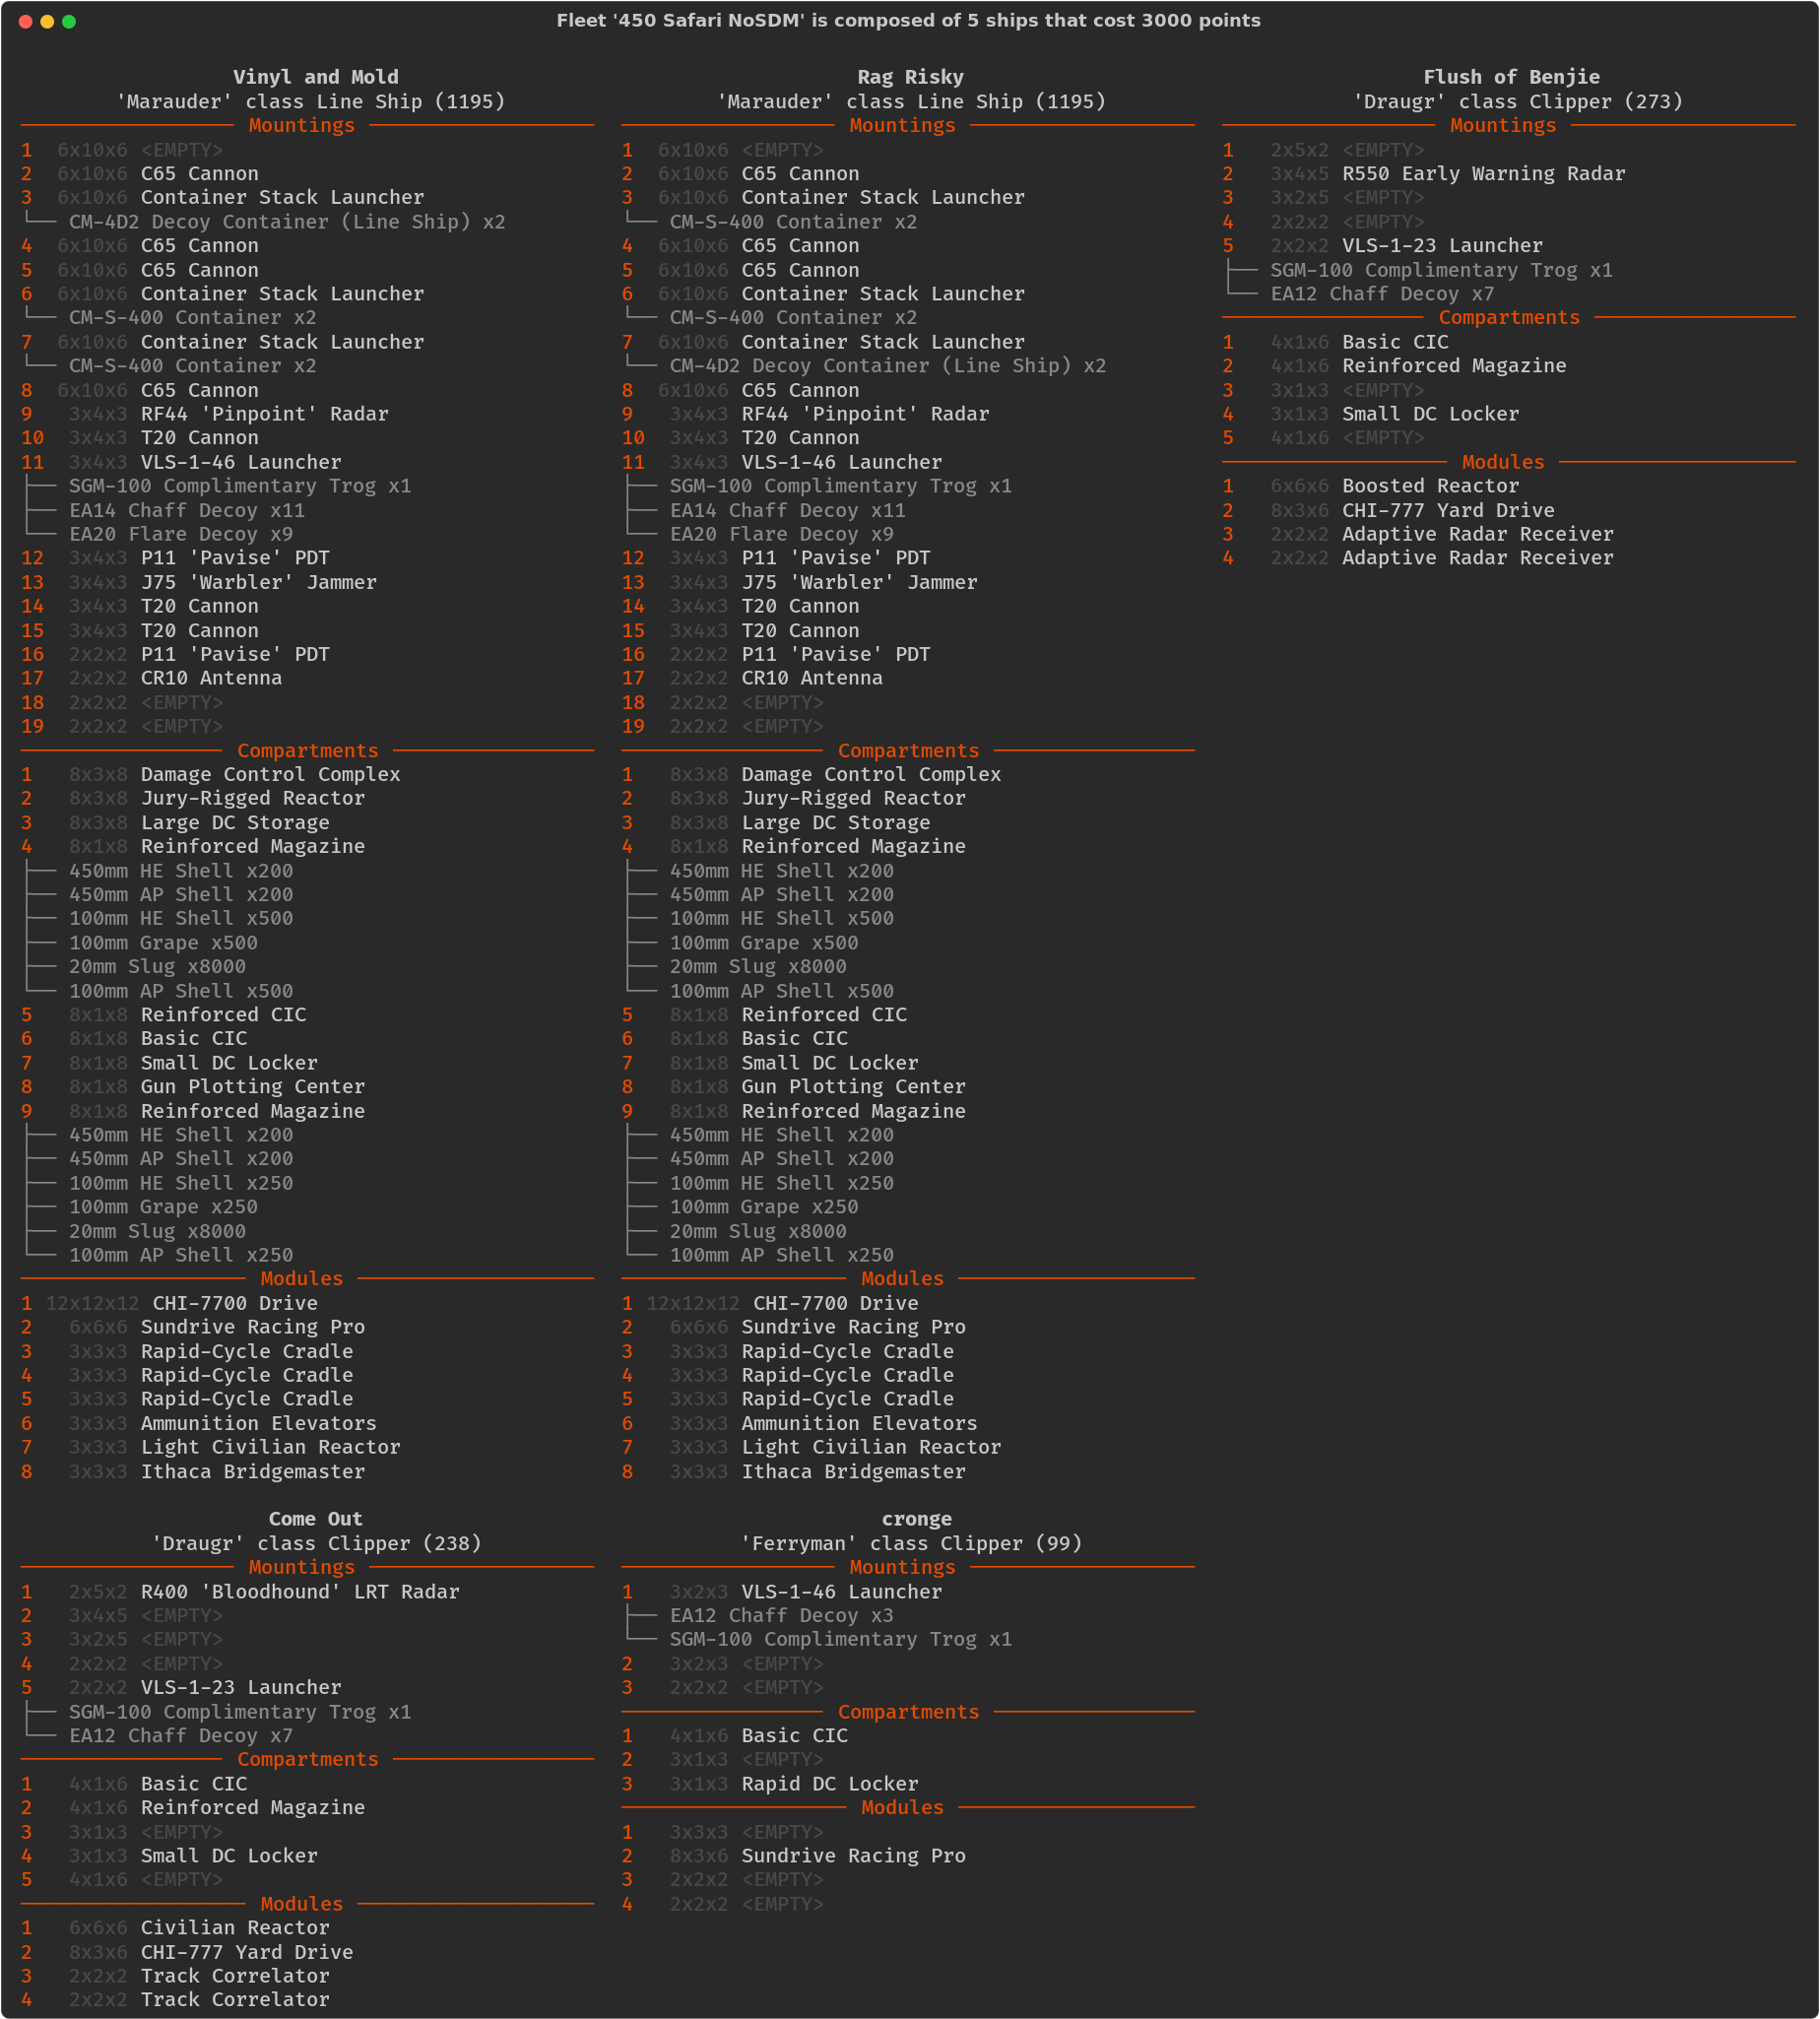 Fleet '450 Safari NoSDM' is composed of 5 ships that cost 3000 points
Vinyl and Mold
'Marauder' class Line Ship (1195)
Mountings
1 6x10x6 <EMPTY>
2 6x10x6 C65 Cannon
3 6x10x6 Container Stack Launcher
CM-4D2 Decoy Container (Line Ship) x2
4 6x10x6 C65 Cannon
5 6x10x6 C65 Cannon
6 6x10x6 Container Stack Launcher
CM-S-400 Container x2
7 6x10x6 Container Stack Launcher
CM-S-400 Container x2
8 6x10x6 C65 Cannon
9 3x4x3 RF44 'Pinpoint' Radar
10 3x4x3 T20 Cannon
11 3x4x3 VLS-1-46 Launcher
SGM-100 Complimentary Trog x1
EA14 Chaff Decoy x11
EA20 Flare Decoy x9
12 3x4x3 P11 'Pavise' PDT
13 3x4x3 J75 'Warbler' Jammer
14 3x4x3 T20 Cannon
15 3x4x3 T20 Cannon
16 2x2x2 P11 'Pavise' PDT
17 2x2x2 CR10 Antenna
18 2x2x2 <EMPTY>
19 2x2x2 <EMPTY>
Compartments
1 8x3x8 Damage Control Complex
2 8x3x8 Jury-Rigged Reactor
3 8x3x8 Large DC Storage
4 8x1x8 Reinforced Magazine
450mm HE Shell x200
450mm AP Shell x200
100mm HE Shell x500
100mm Grape x500
20mm Slug x8000
100mm AP Shell x500
5 8x1x8 Reinforced CIC
6 8x1x8 Basic CIC
7 8x1x8 Small DC Locker
8 8x1x8 Gun Plotting Center
9 8x1x8 Reinforced Magazine
450mm HE Shell x200
450mm AP Shell x200
100mm HE Shell x250
100mm Grape x250
20mm Slug x8000
100mm AP Shell x250
Modules
1 12x12x12 CHI-7700 Drive
2 6x6x6 Sundrive Racing Pro
3 3x3x3 Rapid-Cycle Cradle
4 3x3x3 Rapid-Cycle Cradle
5 3x3x3 Rapid-Cycle Cradle
6 3x3x3 Ammunition Elevators
7 3x3x3 Light Civilian Reactor
8 3x3x3 Ithaca Bridgemaster
Rag Risky
'Marauder' class Line Ship (1195)
Mountings
1 6x10x6 <EMPTY>
2 6x10x6 C65 Cannon
3 6x10x6 Container Stack Launcher
CM-S-400 Container x2
4 6x10x6 C65 Cannon
5 6x10x6 C65 Cannon
6 6x10x6 Container Stack Launcher
CM-S-400 Container x2
7 6x10x6 Container Stack Launcher
CM-4D2 Decoy Container (Line Ship) x2
8 6x10x6 C65 Cannon
9 3x4x3 RF44 'Pinpoint' Radar
10 3x4x3 T20 Cannon
11 3x4x3 VLS-1-46 Launcher
SGM-100 Complimentary Trog x1
EA14 Chaff Decoy x11
EA20 Flare Decoy x9
12 3x4x3 P11 'Pavise' PDT
13 3x4x3 J75 'Warbler' Jammer
14 3x4x3 T20 Cannon
15 3x4x3 T20 Cannon
16 2x2x2 P11 'Pavise' PDT
17 2x2x2 CR10 Antenna
18 2x2x2 <EMPTY>
19 2x2x2 <EMPTY>
Compartments
1 8x3x8 Damage Control Complex
2 8x3x8 Jury-Rigged Reactor
3 8x3x8 Large DC Storage
4 8x1x8 Reinforced Magazine
450mm HE Shell x200
450mm AP Shell x200
100mm HE Shell x500
100mm Grape x500
20mm Slug x8000
100mm AP Shell x500
5 8x1x8 Reinforced CIC
6 8x1x8 Basic CIC
7 8x1x8 Small DC Locker
8 8x1x8 Gun Plotting Center
9 8x1x8 Reinforced Magazine
450mm HE Shell x200
450mm AP Shell x200
100mm HE Shell x250
100mm Grape x250
20mm Slug x8000
100mm AP Shell x250
Modules
1 12x12x12 CHI-7700 Drive
2 6x6x6 Sundrive Racing Pro
3 3x3x3 Rapid-Cycle Cradle
4 3x3x3 Rapid-Cycle Cradle
5 3x3x3 Rapid-Cycle Cradle
6 3x3x3 Ammunition Elevators
7 3x3x3 Light Civilian Reactor
8 3x3x3 Ithaca Bridgemaster
Flush of Benjie
'Draugr' class Clipper (273)
Mountings
1 2x5x2 <EMPTY>
2 3x4x5 R550 Early Warning Radar
3 3x2x5 <EMPTY>
4 2x2x2 <EMPTY>
5 2x2x2 VLS-1-23 Launcher
SGM-100 Complimentary Trog x1
EA12 Chaff Decoy x7
Compartments
1 4x1x6 Basic CIC
2 4x1x6 Reinforced Magazine
3 3x1x3 <EMPTY>
4 3x1x3 Small DC Locker
5 4x1x6 <EMPTY>
Modules
1 6x6x6 Boosted Reactor
2 8x3x6 CHI-777 Yard Drive
3 2x2x2 Adaptive Radar Receiver
4 2x2x2 Adaptive Radar Receiver
Come Out
'Draugr' class Clipper (238)
Mountings
1 2x5x2 R400 'Bloodhound' LRT Radar
2 3x4x5 <EMPTY>
3 3x2x5 <EMPTY>
4 2x2x2 <EMPTY>
5 2x2x2 VLS-1-23 Launcher
SGM-100 Complimentary Trog x1
EA12 Chaff Decoy x7
Compartments
1 4x1x6 Basic CIC
2 4x1x6 Reinforced Magazine
3 3x1x3 <EMPTY>
4 3x1x3 Small DC Locker
5 4x1x6 <EMPTY>
Modules
1 6x6x6 Civilian Reactor
2 8x3x6 CHI-777 Yard Drive
3 2x2x2 Track Correlator
4 2x2x2 Track Correlator
cronge
'Ferryman' class Clipper (99)
Mountings
1 3x2x3 VLS-1-46 Launcher
EA12 Chaff Decoy x3
SGM-100 Complimentary Trog x1
2 3x2x3 <EMPTY>
3 2x2x2 <EMPTY>
Compartments
1 4x1x6 Basic CIC
2 3x1x3 <EMPTY>
3 3x1x3 Rapid DC Locker
Modules
1 3x3x3 <EMPTY>
2 8x3x6 Sundrive Racing Pro
3 2x2x2 <EMPTY>
4 2x2x2 <EMPTY>